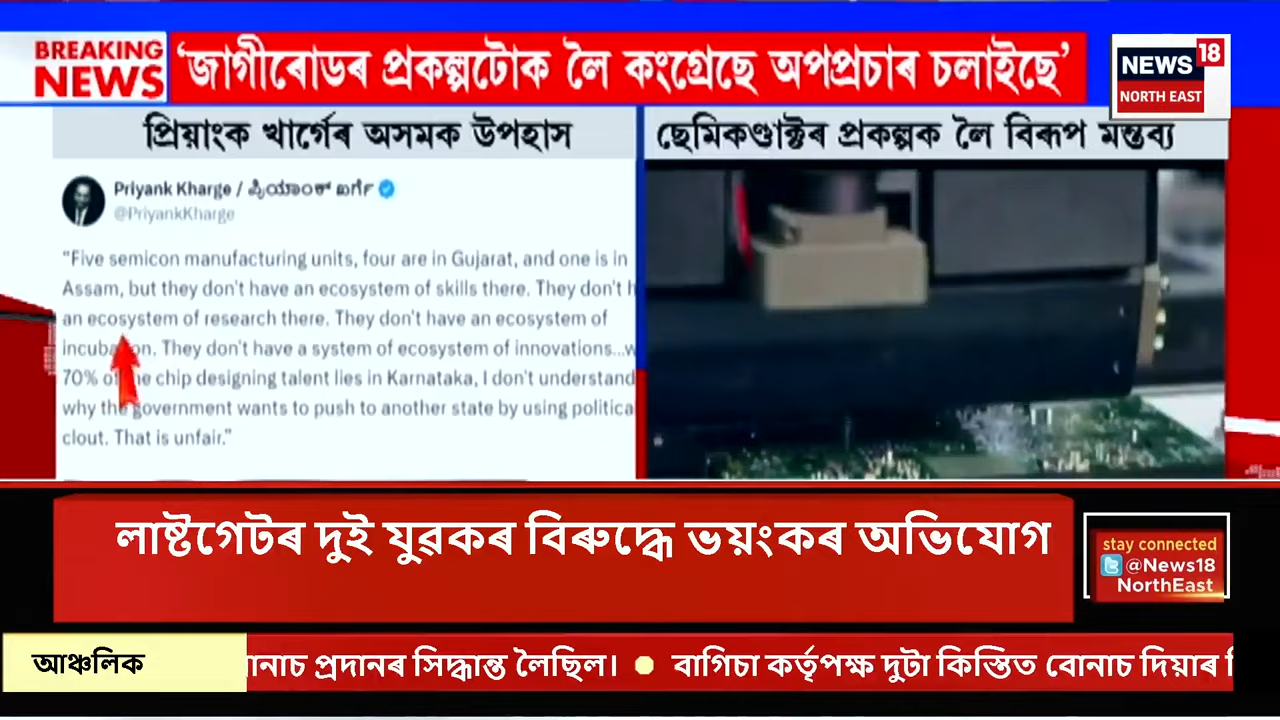 BREAKING
NEWS
‘জাগীৰোডৰ প্ৰকল্পটোক লৈ কংগ্ৰেছে অপপ্ৰচাৰ চলাইছে’
NEWS 18
NORTH EAST
প্ৰিয়াংক খাৰ্গেৰ অসমক উপহাস
ছেমিকণ্ডাক্টৰ প্ৰকল্পক লৈ বিৰূপ মন্তব্য
Priyank Kharge / ಪ್ರಿಯಾಂಕ್ ಖರ್ಗೆ
@PriyankKharge
“Five semicon manufacturing units, four are in Gujarat, and one is in
Assam, but they don't have an ecosystem of skills there. They don't
an ecosystem of research there. They don't have an ecosystem of
They don't have a system of ecosystem of innovations...
70% of chip designing talent lies in Karnataka, I don't understand
why the government wants to push to another state by using politica
clout. That is unfair.”
লাষ্টগেটৰ দুই যুৱকৰ বিৰুদ্ধে ভয়ংকৰ অভিযোগ
stay connected
@News18
NorthEast
আঞ্চলিক
োনাচ প্ৰদানৰ সিদ্ধান্ত লৈছিল। বাগিচা কৰ্তৃপক্ষ দুটা কিস্তিত বোনাচ দিয়াৰ